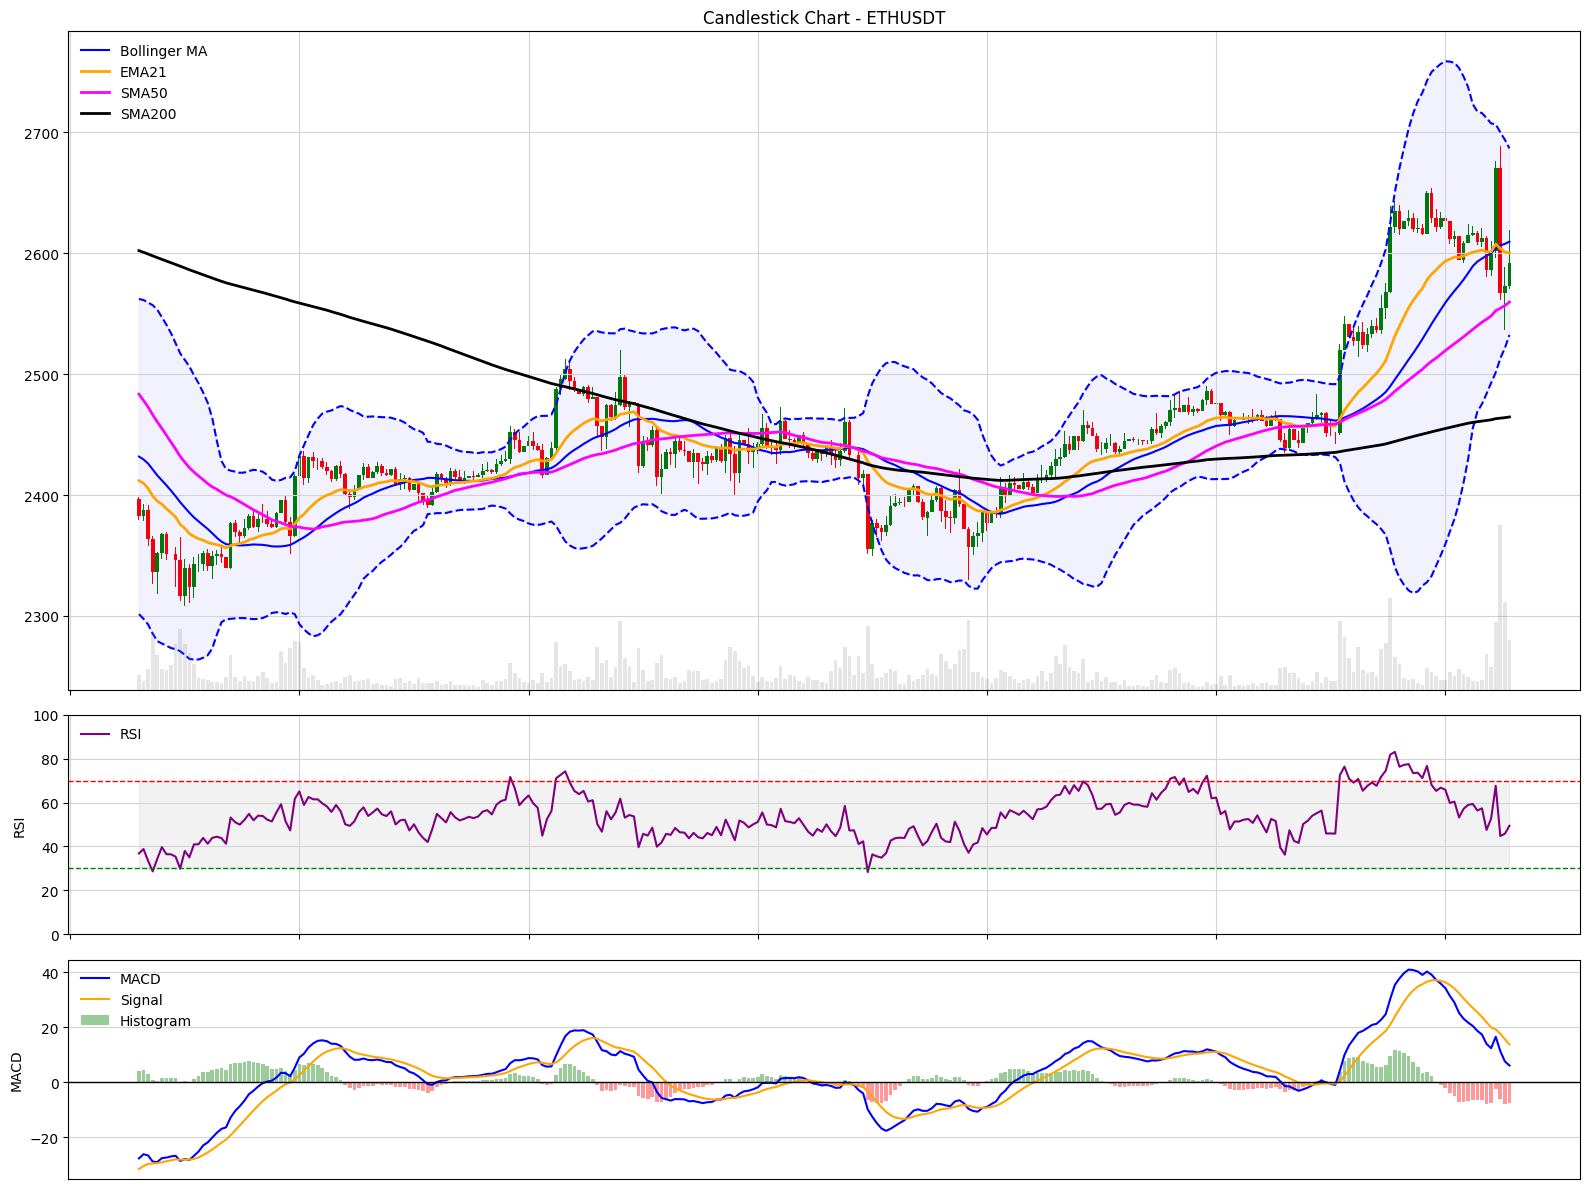 Candlestick Chart - ETHUSDT
Bollinger MA
EMA21
SMA50
SMA200
2700
2600
2500
2400
2300
RSI
100
80
60
40
20
0
RSI
MACD
Signal
Histogram
40
20
0
−20
MACD